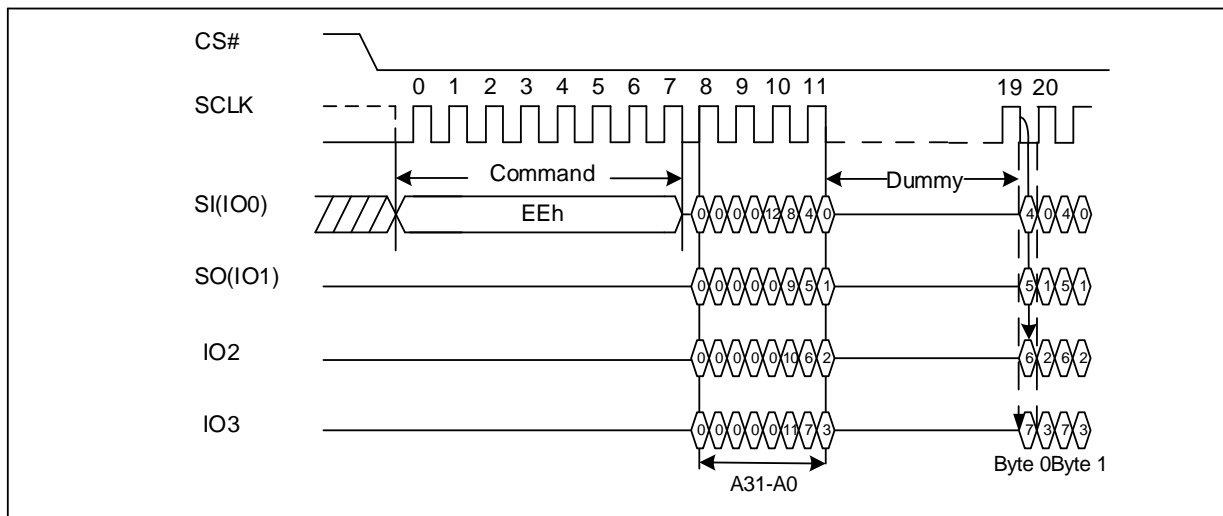 CS#
0 1 2 3 4 5 6 7 8 9 10 11 19 20
SCLK
Command Dummy
SI(IO0) EEh 0 0 0 0 12 8 4 0 4 0 4 0
SO(IO1) 0 0 0 0 0 9 5 1 5 1 5 1
IO2 0 0 0 0 0 10 6 2 6 2 6 2
IO3 0 0 0 0 0 11 7 3 7 3 7 3
Byte 0 Byte 1
A31-A0